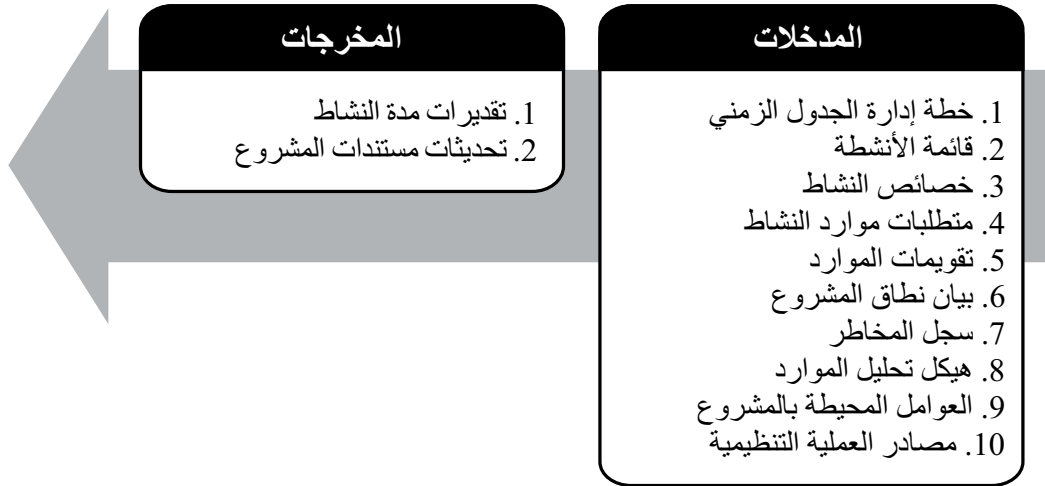 المدخلات
1. خطة إدارة الجدول الزمني
2. قائمة الأنشطة
3. خصائص النشاط
4. متطلبات موارد النشاط
5. تقويمات الموارد
6. بيان نطاق المشروع
7. سجل المخاطر
8. هيكل تحليل الموارد
9. العوامل المحيطة بالمشروع
10. مصادر العملية التنظيمية
المخرجات
1. تقديرات مدة النشاط
2. تحديثات مستندات المشروع